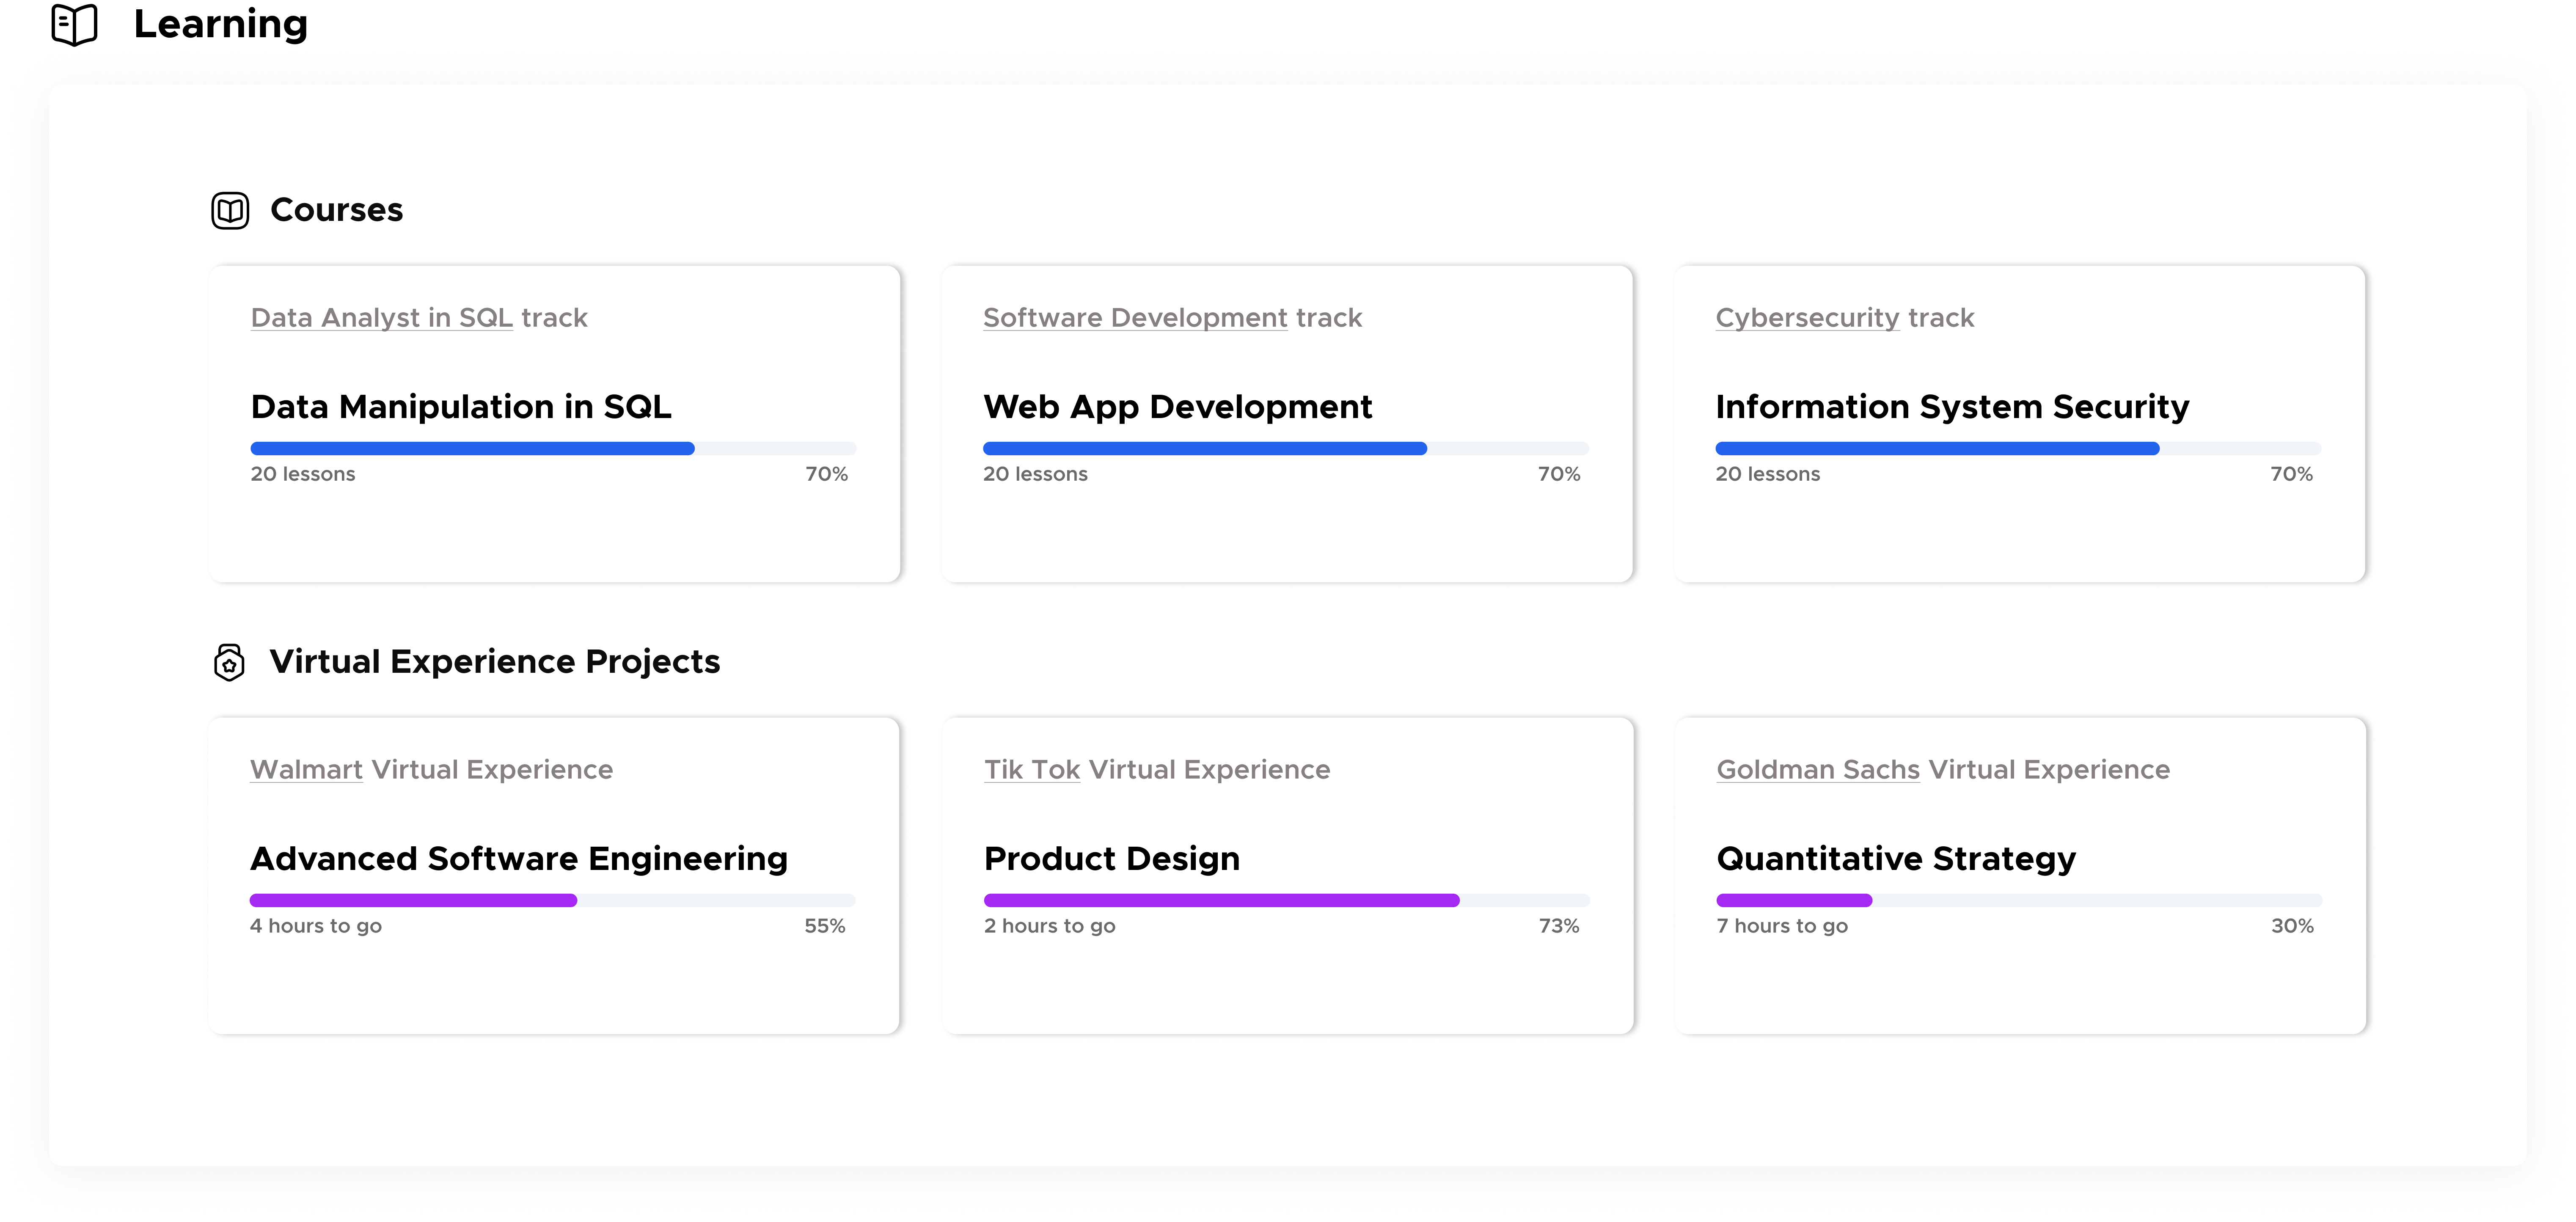 Learning
Courses
Data Analyst in SQL track
Data Manipulation in SQL
20 lessons 70%
Software Development track
Web App Development
20 lessons 70%
Cybersecurity track
Information System Security
20 lessons 70%
Virtual Experience Projects
Walmart Virtual Experience
Advanced Software Engineering
4 hours to go 55%
Tik Tok Virtual Experience
Product Design
2 hours to go 73%
Goldman Sachs Virtual Experience
Quantitative Strategy
7 hours to go 30%